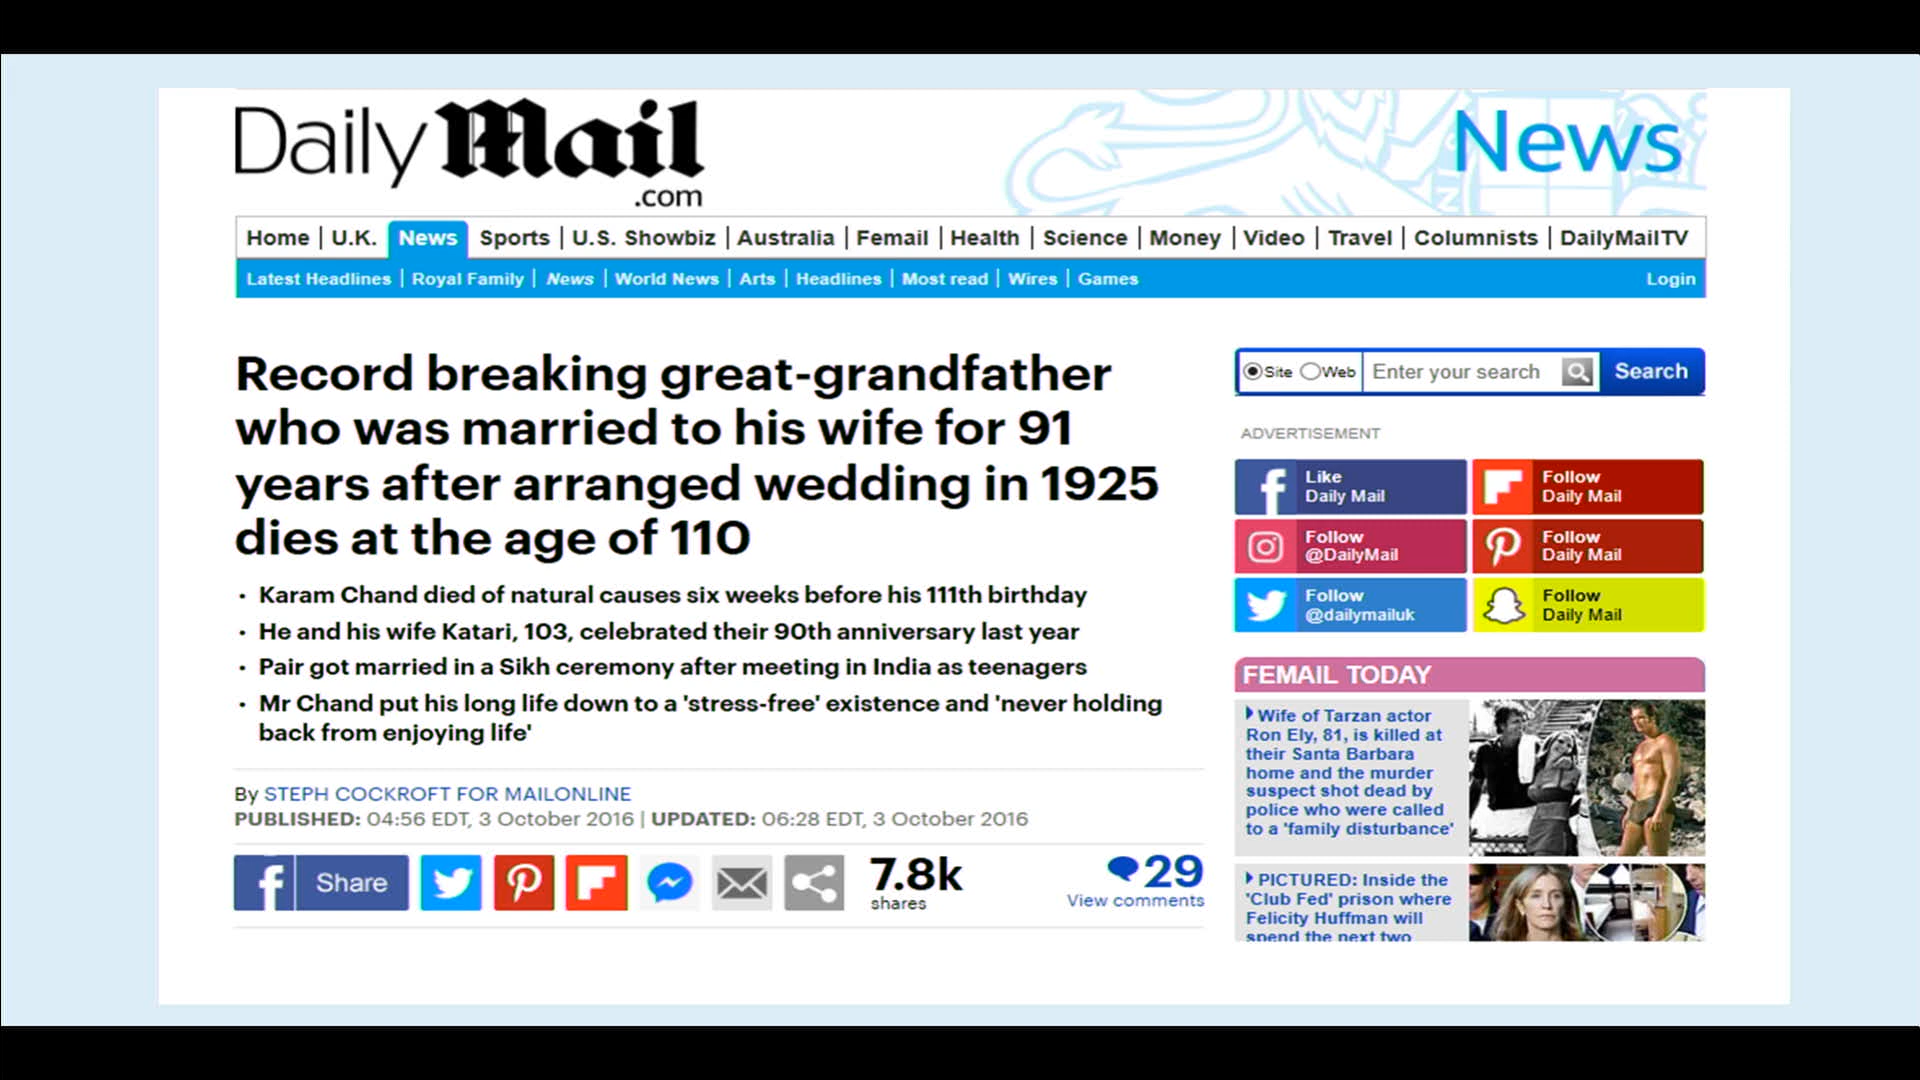 Daily Mail
.com
News
Home | U.K. News Sports | U.S. Showbiz | Australia | Femail | Health | Science | Money | Video | Travel | Columnists | DailyMailTV
Latest Headlines | Royal Family | News | World News | Arts | Headlines | Most read | Wires | Games
Login
Record breaking great-grandfather
who was married to his wife for 91
years after arranged wedding in 1925
dies at the age of 110
• Karam Chand died of natural causes six weeks before his 111th birthday
• He and his wife Katari, 103, celebrated their 90th anniversary last year
• Pair got married in a Sikh ceremony after meeting in India as teenagers
• Mr Chand put his long life down to a 'stress-free' existence and 'never holding
back from enjoying life'
By STEPH COCKROFT FOR MAILONLINE
PUBLISHED: 04:56 EDT, 3 October 2016 | UPDATED: 06:28 EDT, 3 October 2016
Share
7.8k
shares
29
View comments
Site Web Enter your search Search
ADVERTISEMENT
Like
Daily Mail
Follow
Daily Mail
Follow
@DailyMail
Follow
Daily Mail
Follow
@dailymailuk
Follow
Daily Mail
FEMAIL TODAY
Wife of Tarzan actor
Ron Ely, 81, is killed at
their Santa Barbara
home and the murder
suspect shot dead by
police who were called
to a 'family disturbance'
PICTURED: Inside the
'Club Fed' prison where
Felicity Huffman will
spend the next two